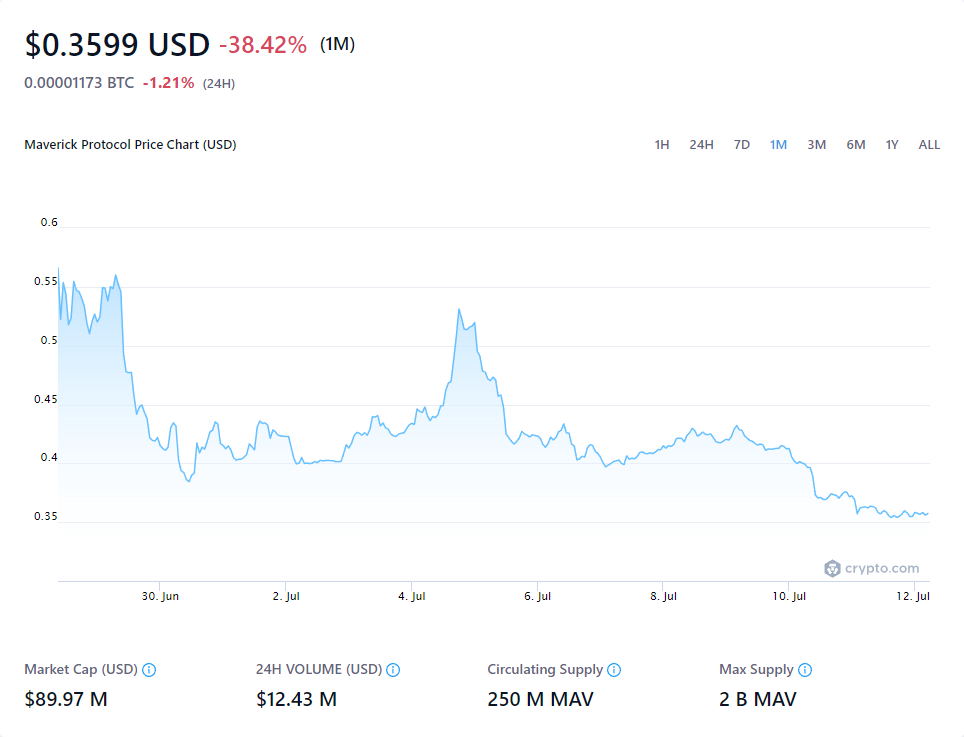 $0.3599 USD -38.42% (1M)
0.00001173 BTC -1.21% (24H)
Maverick Protocol Price Chart (USD)
1H 24H 7D 1M 3M 6M 1Y ALL
0.6
0.55
0.5
0.45
0.4
0.35
crypto.com
30. Jun 2. Jul 4. Jul 6. Jul 8. Jul 10. Jul 12. Jul
Market Cap (USD) 24H VOLUME (USD) Circulating Supply Max Supply
$89.97 M $12.43 M 250 M MAV 2 B MAV